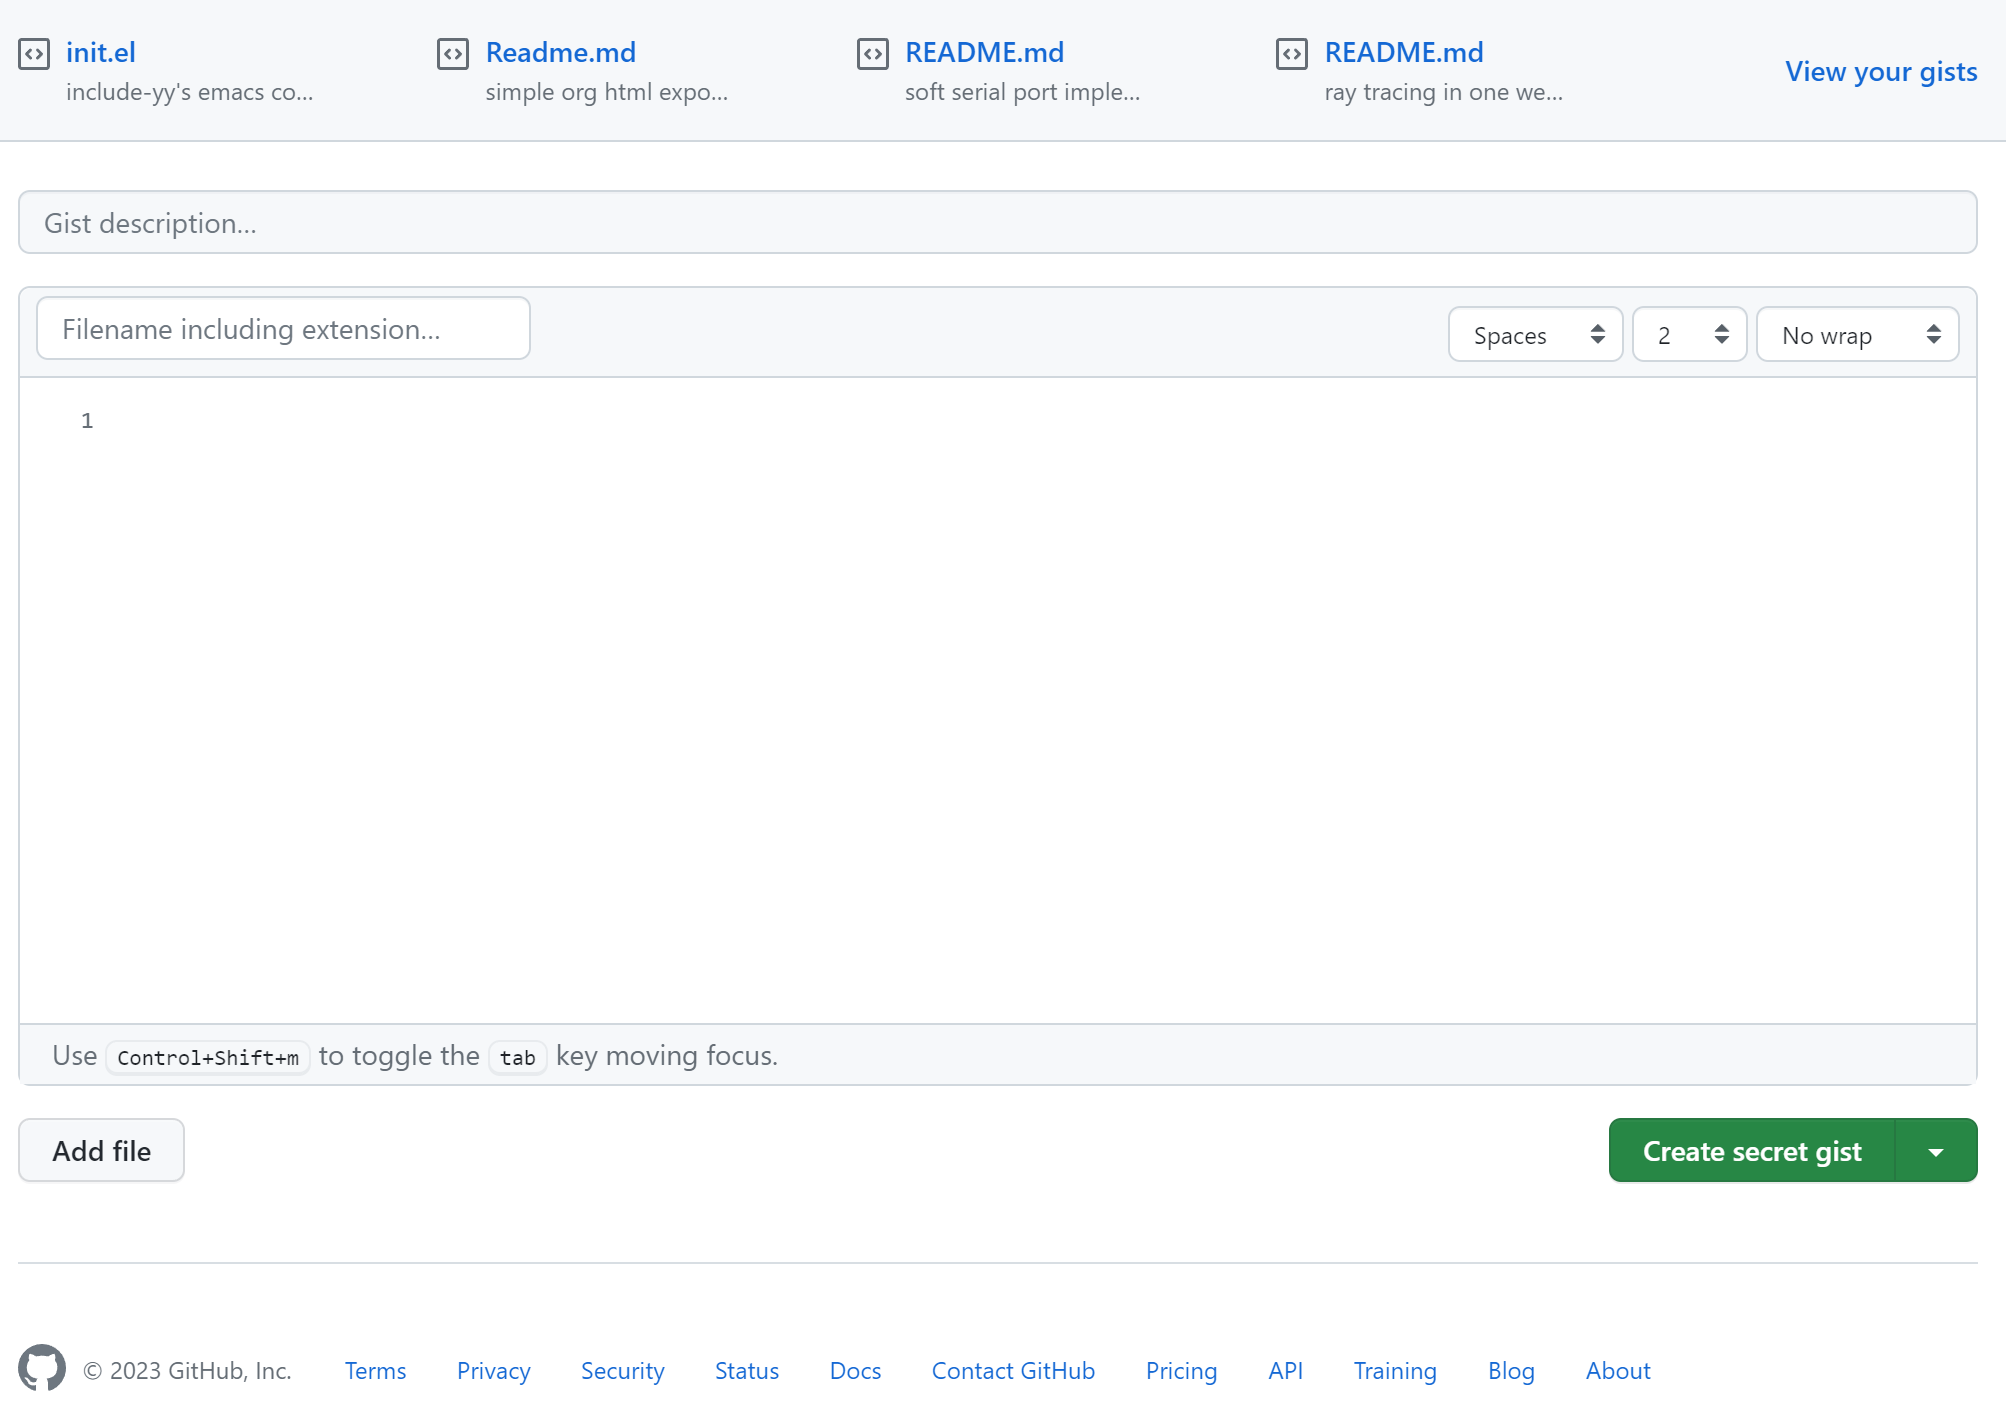 init.el
include-yy's emacs co...
Readme.md
simple org html expo...
README.md
soft serial port imple...
README.md
ray tracing in one we...
View your gists
Gist description...
Filename including extension...
Spaces
2
No wrap
1
Use Control+Shift+m to toggle the tab key moving focus.
Add file
Create secret gist
© 2023 GitHub, Inc. Terms Privacy Security Status Docs Contact GitHub Pricing API Training Blog About